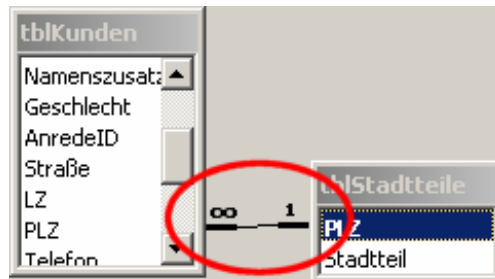 tblKunden
Namenszusatz
Geschlecht
AnredeID
Straße
LZ
PLZ
Telefon
∞ 1
tblStadtteile
PLZ
Stadtteil